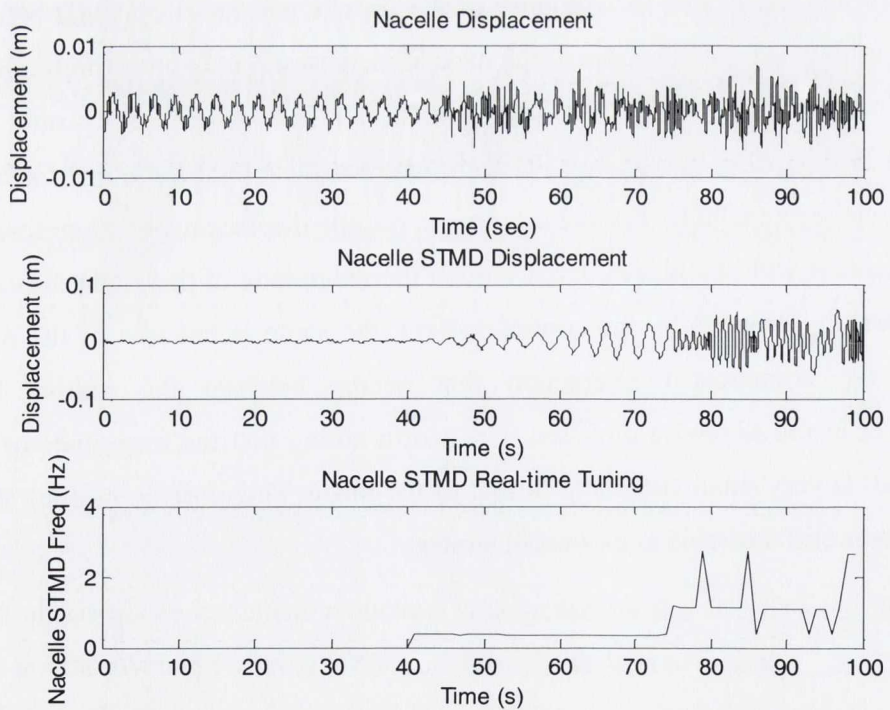 Nacelle Displacement
Displacement (m)
0.01
0
-0.01
0 10 20 30 40 50 60 70 80 90 100
Time (sec)
Nacelle STMD Displacement
Displacement (m)
0.1
0
-0.1
0 10 20 30 40 50 60 70 80 90 100
Time (s)
Nacelle STMD Real-time Tuning
Nacelle STMD Freq (Hz)
4
2
0
0 10 20 30 40 50 60 70 80 90 100
Time (s)